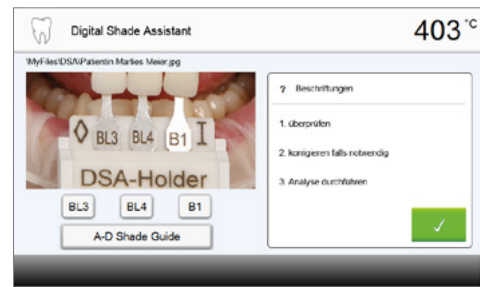 Digital Shade Assistant
403 °C
\MyFiles\DSA\Patientin Marlies Meier.jpg
BL3 BL4 B1 I
DSA-Holder
BL3 BL4 B1
A-D Shade Guide
? Beschriftungen
1. überprüfen
2. korrigieren falls notwendig
3. Analyse durchführen